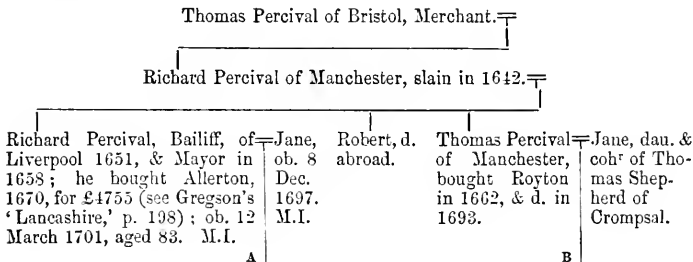 Thomas Percival of Bristol, Merchant.
Richard Percival of Manchester, slain in 1642.
Richard Percival, Bailiff, of
Liverpool 1651, & Mayor in
1658; he bought Allerton,
1670, for £4755 (see Gregson's
'Lancashire,' p. 198); ob. 12
March 1701, aged 83. M.I.
Jane,
ob. 8
Dec.
1697.
M.I.
Robert, d.
abroad.
Thomas Percival
of Manchester,
bought Royton
in 1662, & d. in
1693.
Jane, dau. &
cohr of Tho-
mas Shep-
herd of
Crompsal.
A
B